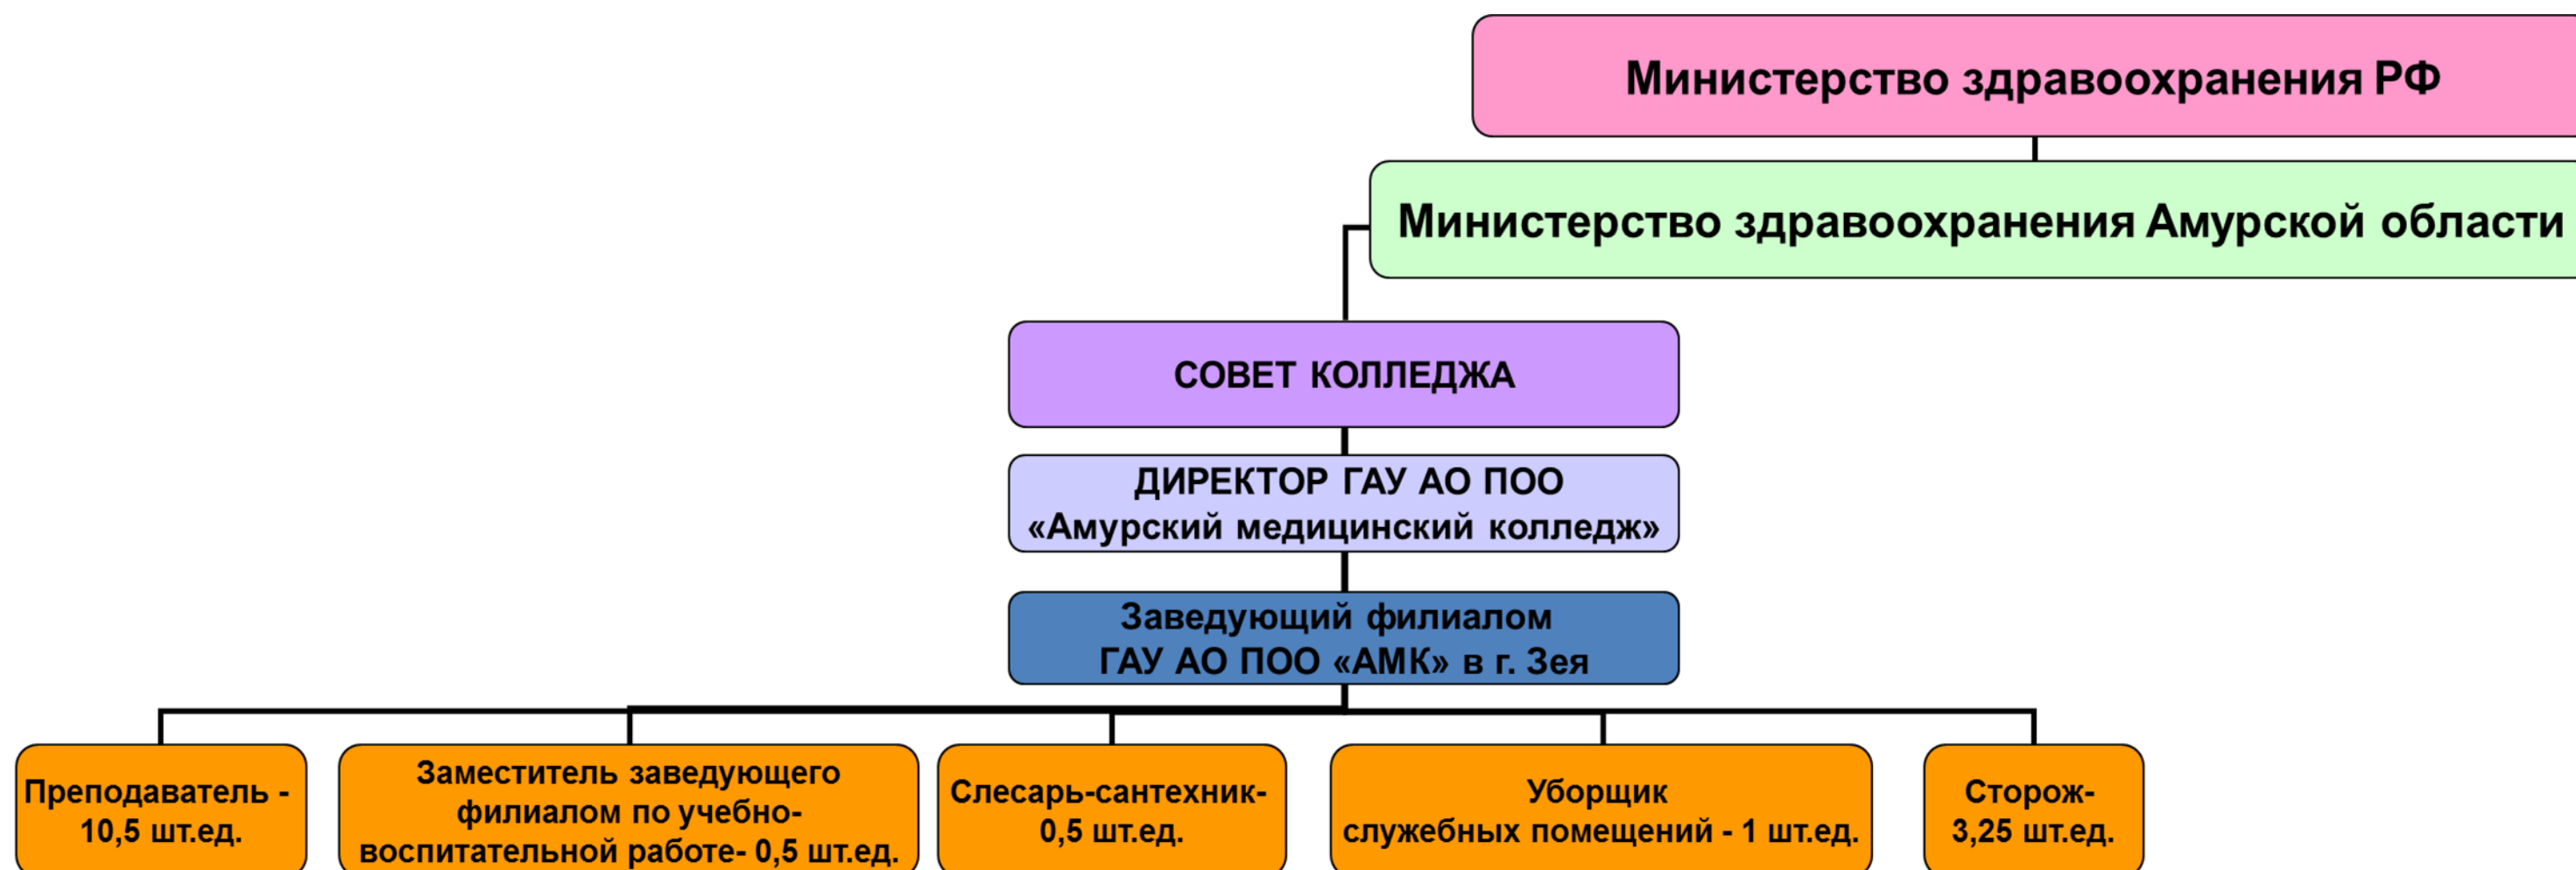 Министерство здравоохранения РФ
Министерство здравоохранения Амурской области
СОВЕТ КОЛЛЕДЖА
ДИРЕКТОР ГАУ АО ПОО
«Амурский медицинский колледж»
Заведующий филиалом
ГАУ АО ПОО «АМК» в г. Зея
Преподаватель -
10,5 шт.ед.
Заместитель заведующего
филиалом по учебно-
воспитательной работе- 0,5 шт.ед.
Слесарь-сантехник-
0,5 шт.ед.
Уборщик
служебных помещений - 1 шт.ед.
Сторож-
3,25 шт.ед.